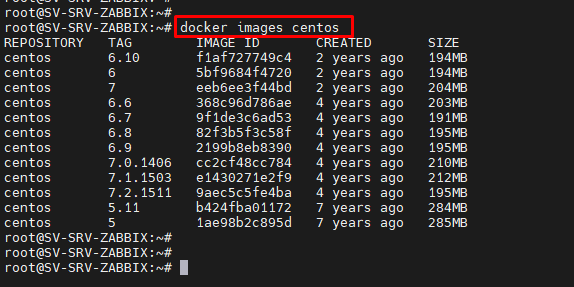 root@SV-SRV-ZABBIX:~#
root@SV-SRV-ZABBIX:~#
root@SV-SRV-ZABBIX:~# docker images centos
REPOSITORY TAG IMAGE ID CREATED SIZE
centos 6.10 f1af727749c4 2 years ago 194MB
centos 6 5bf9684f4720 2 years ago 194MB
centos 7 eeb6ee3f44bd 2 years ago 204MB
centos 6.6 368c96d786ae 4 years ago 203MB
centos 6.7 9f1de3c6ad53 4 years ago 191MB
centos 6.8 82f3b5f3c58f 4 years ago 195MB
centos 6.9 2199b8eb8390 4 years ago 195MB
centos 7.0.1406 cc2cf48cc784 4 years ago 210MB
centos 7.1.1503 e1430271e2f9 4 years ago 212MB
centos 7.2.1511 9aec5c5fe4ba 4 years ago 195MB
centos 5.11 b424fba01172 7 years ago 284MB
centos 5 1ae98b2c895d 7 years ago 285MB
root@SV-SRV-ZABBIX:~#
root@SV-SRV-ZABBIX:~#
root@SV-SRV-ZABBIX:~#